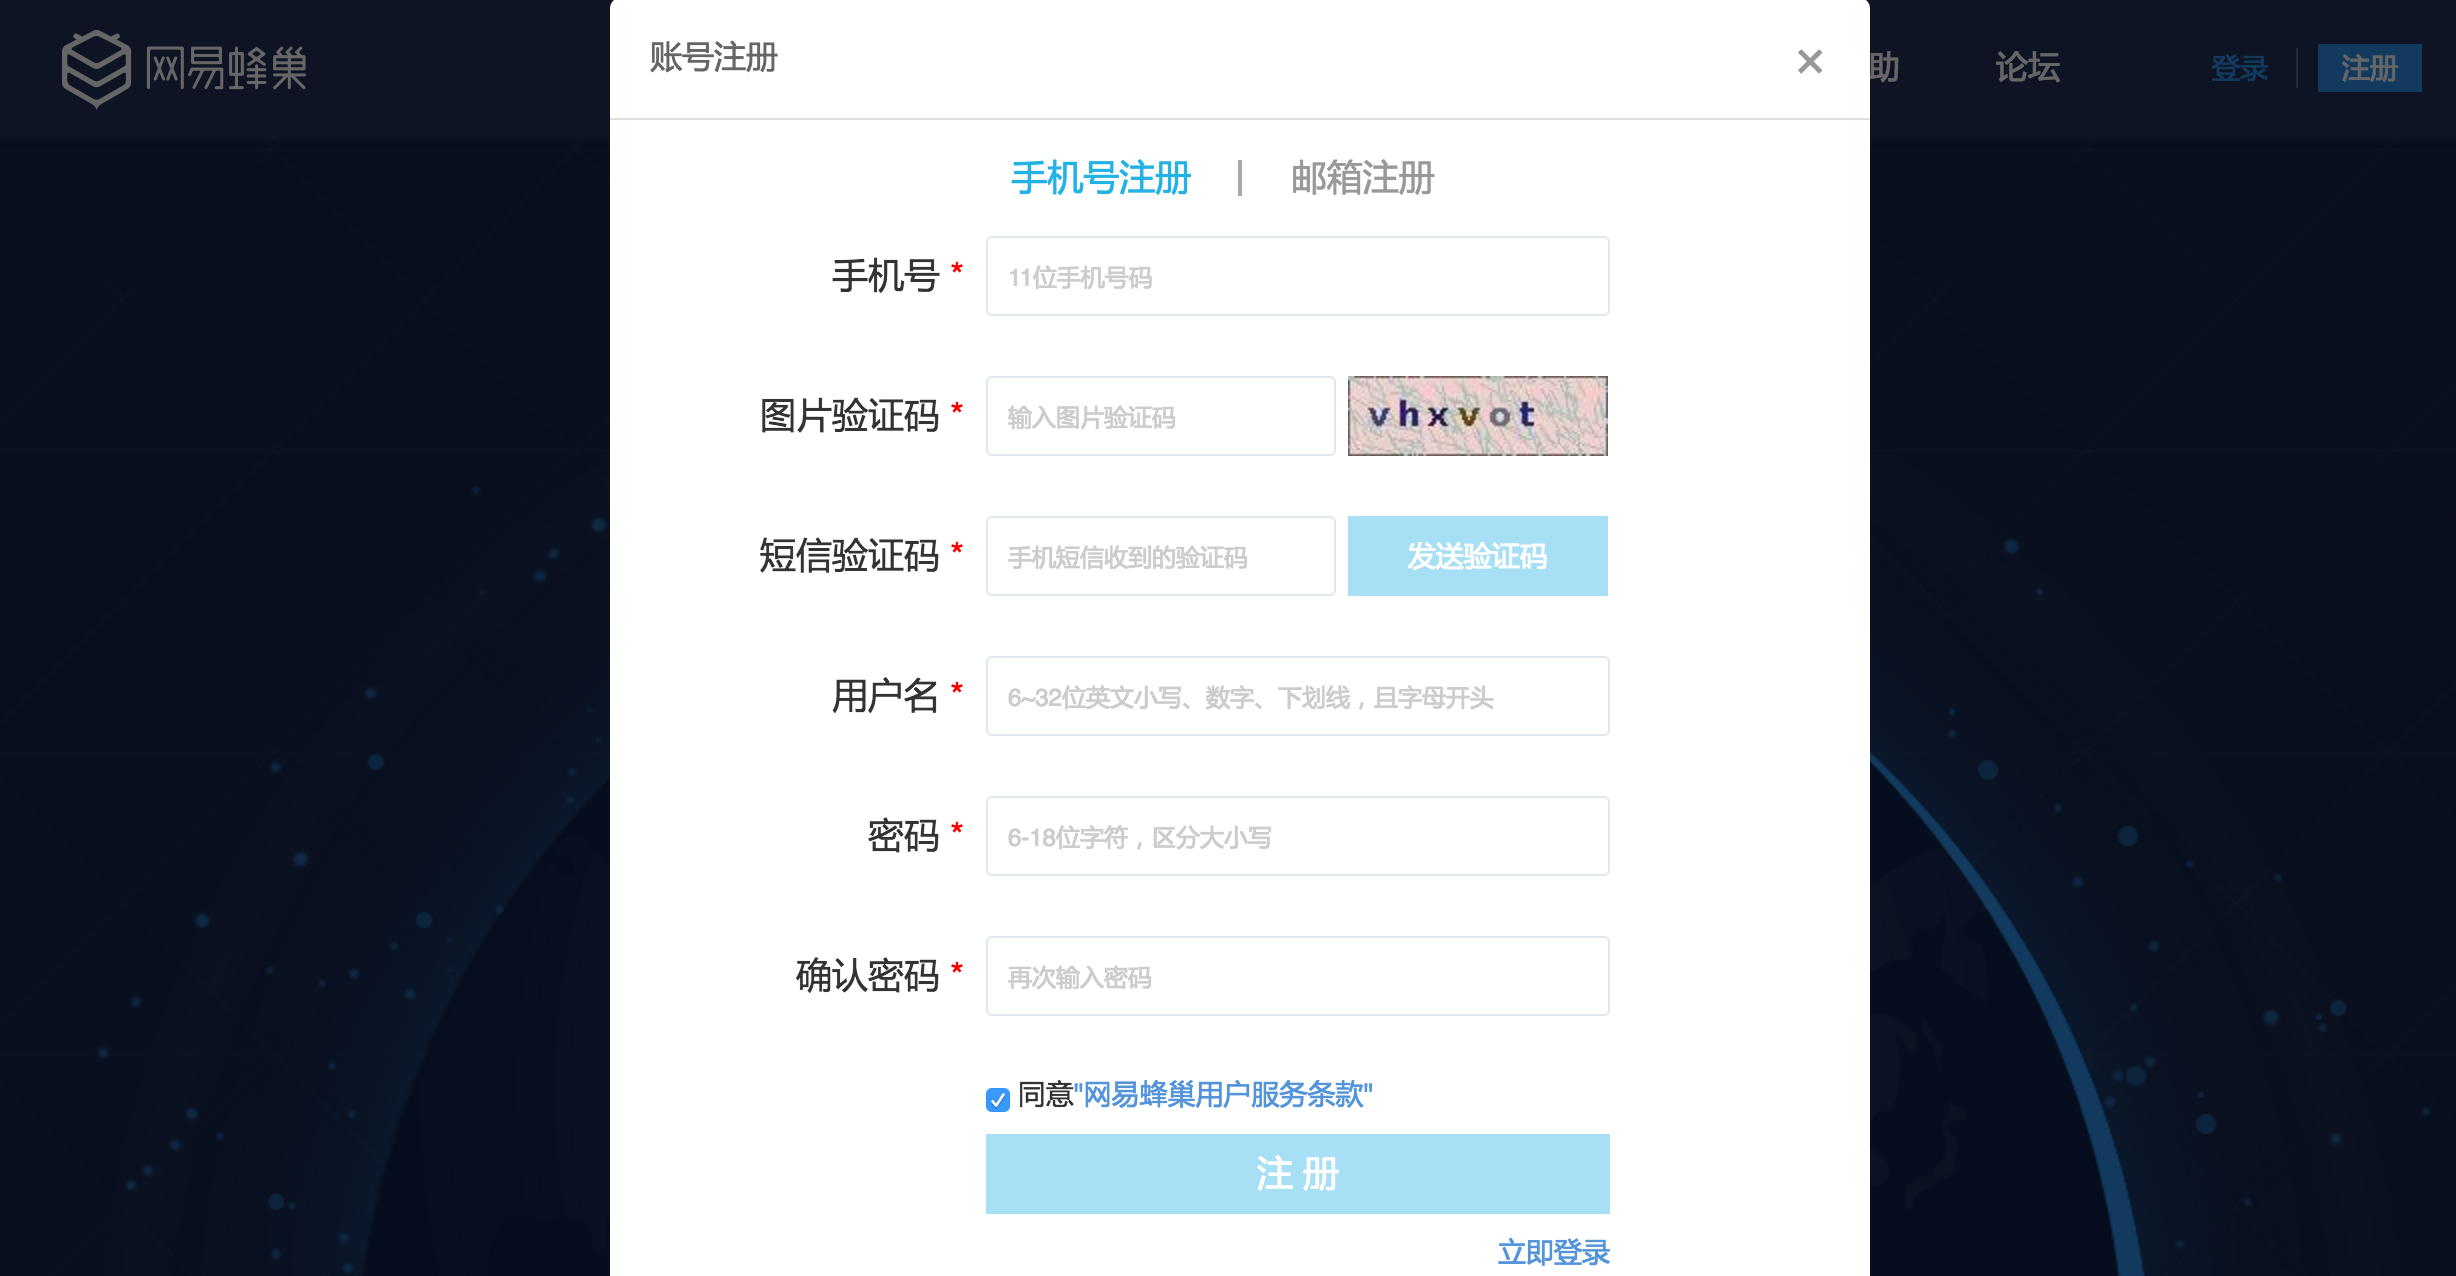 网易蜂巢
助 论坛 登录 注册
账号注册 ×
手机号注册 | 邮箱注册
手机号 * 11位手机号码
图片验证码 * 输入图片验证码 vhxvot
短信验证码 * 手机短信收到的验证码 发送验证码
用户名 * 6~32位英文小写、数字、下划线，且字母开头
密码 * 6-18位字符，区分大小写
确认密码 * 再次输入密码
同意"网易蜂巢用户服务条款"
注 册
立即登录